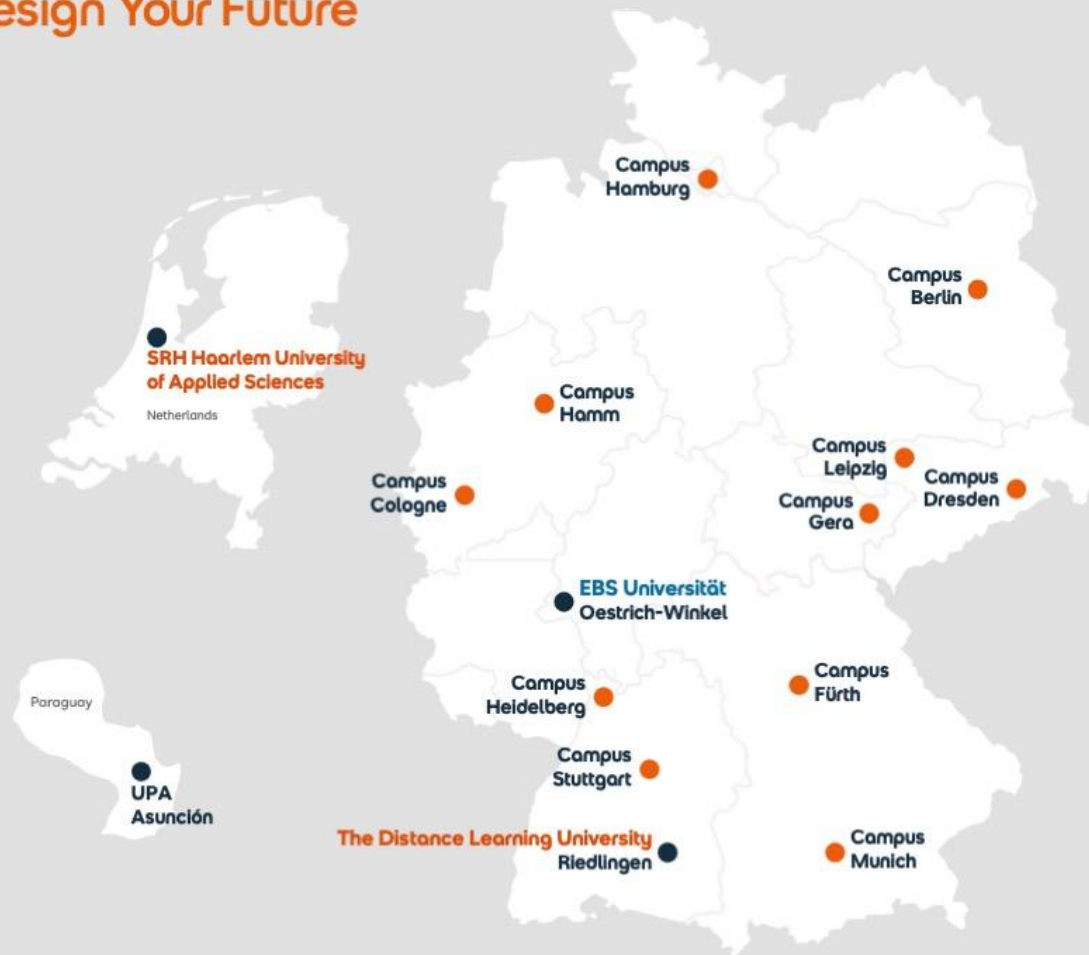 esign Your Future
Campus
Hamburg
Campus
Berlin
SRH Haarlem University
of Applied Sciences
Netherlands
Campus
Hamm
Campus
Leipzig
Campus
Dresden
Campus
Cologne
Campus
Gera
EBS Universität
Oestrich-Winkel
Campus
Fürth
Campus
Heidelberg
Paraguay
Campus
Stuttgart
UPA
Asunción
The Distance Learning University
Riedlingen
Campus
Munich